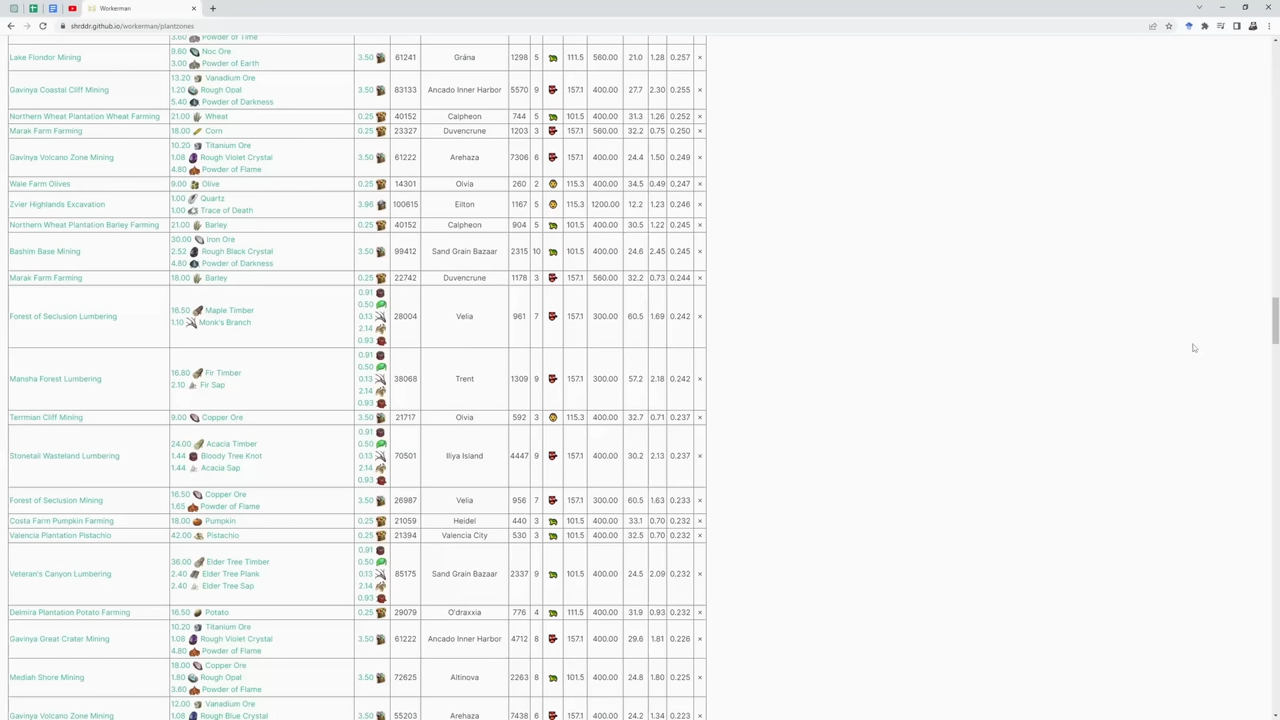 Workerman
shrddr.github.io/workerman/plantzones
3.60 Powder of Time
Lake Flondor Mining 9.60 Noc Ore 3.50 61241 Grána 1298 5 111.5 560.00 21.0 1.28 0.257 ×
3.00 Powder of Earth
13.20 Vanadium Ore
Gavinya Coastal Cliff Mining 1.20 Rough Opal 3.50 83133 Ancado Inner Harbor 5570 9 157.1 400.00 27.7 2.30 0.255 ×
5.40 Powder of Darkness
Northern Wheat Plantation Wheat Farming 21.00 Wheat 0.25 40152 Calpheon 744 5 101.5 400.00 31.3 1.26 0.252 ×
Marak Farm Farming 18.00 Corn 0.25 23327 Duvencrune 1203 3 157.1 560.00 32.4 0.75 0.250 ×
10.20 Titanium Ore
Gavinya Volcano Zone Mining 1.08 Rough Violet Crystal 3.50 61222 Arehaza 7306 6 157.1 400.00 24.4 1.50 0.249 ×
4.80 Powder of Flame
Wale Farm Olives 9.00 Olive 0.25 14301 Olvia 260 2 115.3 400.00 34.5 0.49 0.247 ×
Zvier Highlands Excavation 1.00 Quartz 3.96 100615 Eilton 167 5 115.3 1200.00 17.2 1.23 0.246 ×
1.00 Trace of Death
Northern Wheat Plantation Barley Farming 21.00 Barley 0.25 40152 Calpheon 904 5 101.5 400.00 30.5 1.22 0.245 ×
30.00 Iron Ore
Bashim Base Mining 2.52 Rough Black Crystal 3.50 99412 Sand Grain Bazaar 2315 10 101.5 400.00 24.6 2.45 0.245 ×
4.80 Powder of Darkness
Marak Farm Farming 18.00 Barley 0.25 22742 Duvencrune 1178 3 157.1 560.00 32.2 0.73 0.244 ×
0.91
0.50
Forest of Seclusion Lumbering 16.50 Maple Timber 0.13 28004 Velia 961 7 157.1 300.00 60.5 1.69 0.242 ×
1.10 Monk's Branch 2.14
0.93
0.91
0.50
Mansha Forest Lumbering 16.80 Fir Timber 0.13 38068 Trent 1309 9 157.1 300.00 57.2 2.18 0.242 ×
2.10 Fir Sap 2.14
0.93
Terrmian Cliff Mining 9.00 Copper Ore 3.50 21717 Olvia 592 3 115.3 400.00 32.7 0.71 0.237 ×
0.91
24.00 Acacia Timber 0.50
Stonetail Wasteland Lumbering 1.44 Bloody Tree Knot 0.13 70501 Iliya Island 4447 9 157.1 400.00 30.2 2.13 0.237 ×
1.44 Acacia Sap 2.14
0.93
Forest of Seclusion Mining 16.50 Copper Ore 3.50 26987 Velia 956 7 157.1 300.00 60.5 1.63 0.233 ×
1.65 Powder of Flame
Costa Farm Pumpkin Farming 18.00 Pumpkin 0.25 21059 Heidel 440 3 101.5 400.00 33.1 0.70 0.232 ×
Valencia Plantation Pistachio 42.00 Pistachio 0.25 21394 Valencia City 530 3 101.5 400.00 32.5 0.70 0.232 ×
0.91
36.00 Elder Tree Timber 0.50
Veteran's Canyon Lumbering 2.40 Elder Tree Plank 0.13 85175 Sand Grain Bazaar 2337 9 101.5 400.00 24.5 2.09 0.232 ×
2.40 Elder Tree Sap 2.14
0.93
Delmira Plantation Potato Farming 16.50 Potato 0.25 29079 O'draxxia 776 4 111.5 400.00 31.9 0.93 0.232 ×
10.20 Titanium Ore
Gavinya Great Crater Mining 1.08 Rough Violet Crystal 3.50 61222 Ancado Inner Harbor 4712 8 157.1 400.00 29.6 1.81 0.226 ×
4.80 Powder of Flame
18.00 Copper Ore
Mediah Shore Mining 1.80 Rough Opal 3.50 72625 Altinova 2263 8 101.5 400.00 24.8 1.80 0.225 ×
3.60 Powder of Flame
12.00 Vanadium Ore
Gavinya Volcano Zone Mining 1.08 Rough Blue Crystal 3.50 55203 Arehaza 7438 6 157.1 400.00 1.34 0.223 ×